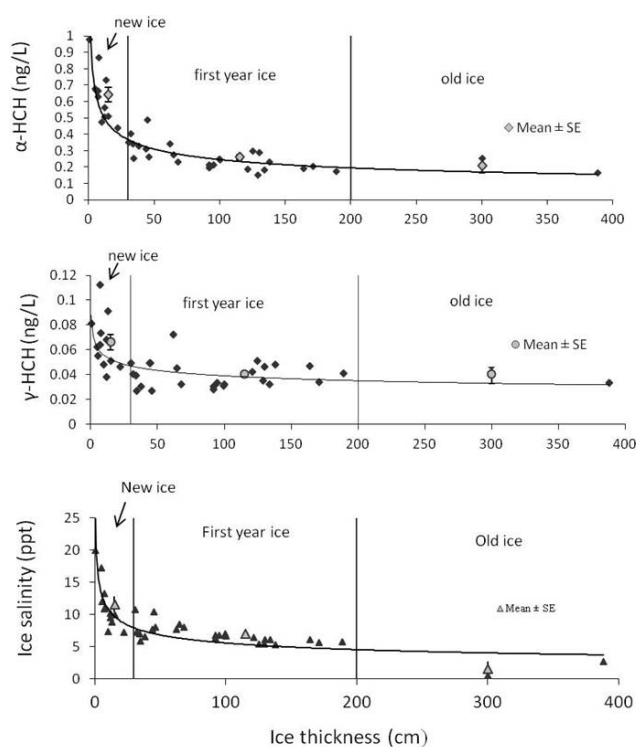 new ice
first year ice
old ice
α-HCH (ng/L)
1
0.9
0.8
0.7
0.6
0.5
0.4
0.3
0.2
0.1
0
Mean ± SE
0 50 100 150 200 250 300 350 400
new ice
first year ice
old ice
γ-HCH (ng/L)
0.12
0.1
0.08
0.06
0.04
0.02
0
Mean ± SE
0 50 100 150 200 250 300 350 400
New ice
First year ice
Old ice
Ice salinity (ppt)
25
20
15
10
5
0
Mean ± SE
0 100 200 300 400
Ice thickness (cm)